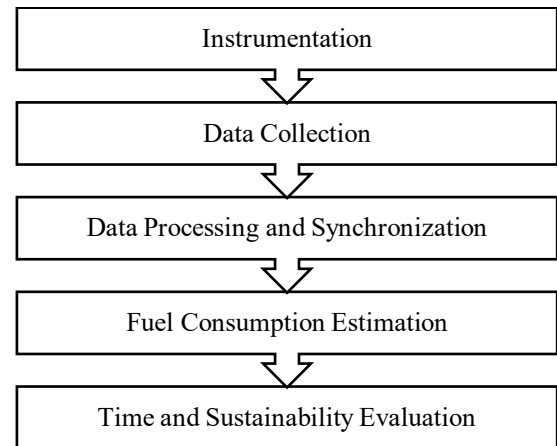 Instrumentation
Data Collection
Data Processing and Synchronization
Fuel Consumption Estimation
Time and Sustainability Evaluation